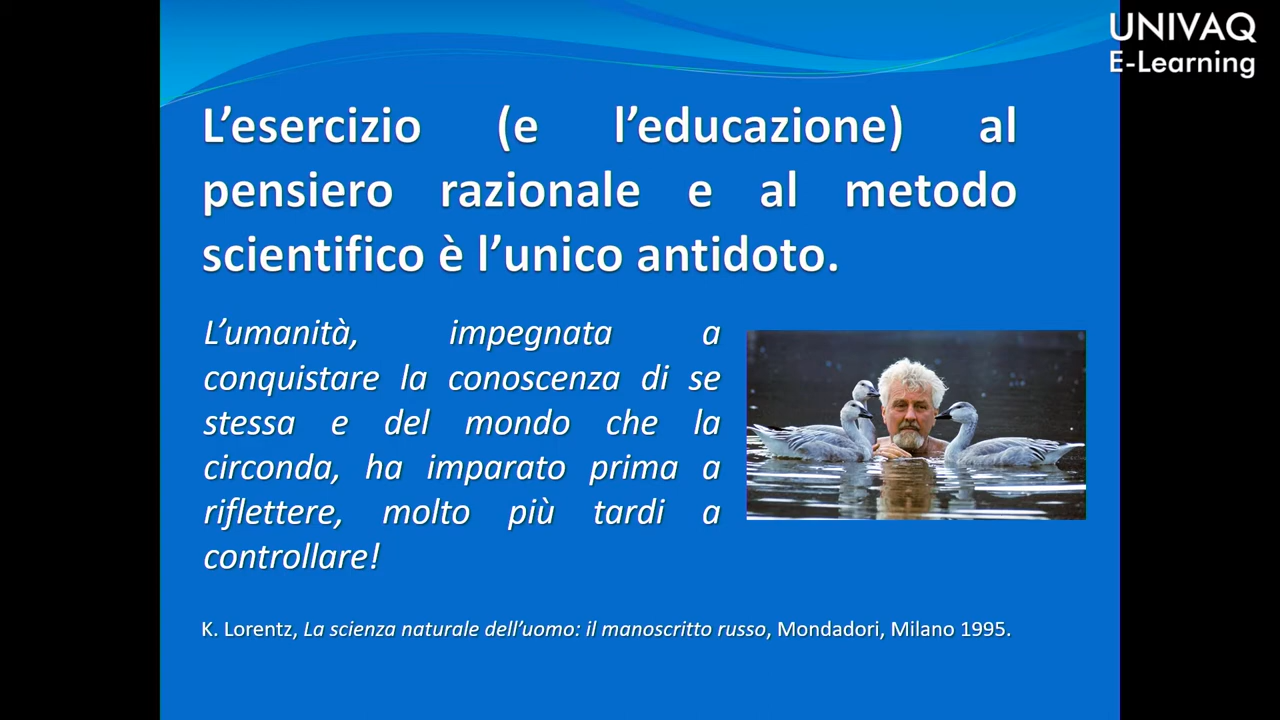 UNIVAQ
E-Learning
L’esercizio (e l’educazione) al
pensiero razionale e al metodo
scientifico è l’unico antidoto.
L’umanità, impegnata a
conquistare la conoscenza di se
stessa e del mondo che la
circonda, ha imparato prima a
riflettere, molto più tardi a
controllare!
K. Lorentz, La scienza naturale dell’uomo: il manoscritto russo, Mondadori, Milano 1995.